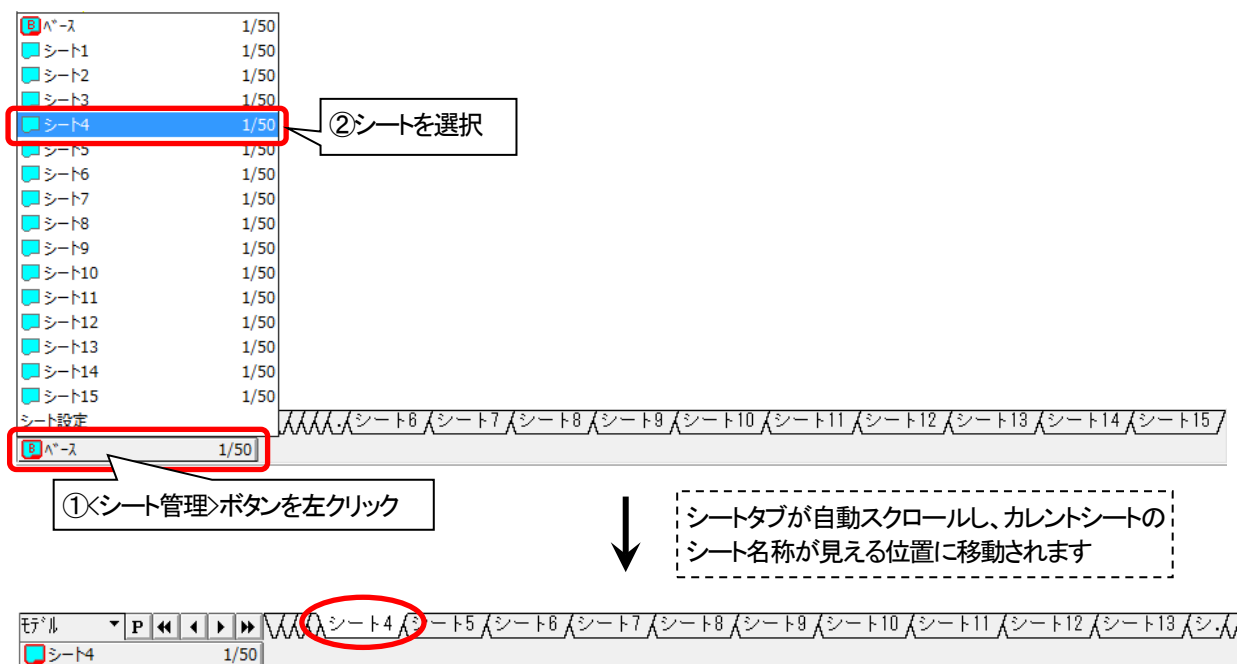 B ﾍﾞｰｽ 1/50
シート1 1/50
シート2 1/50
シート3 1/50
シート4 1/50
②シートを選択
シート5 1/50
シート6 1/50
シート7 1/50
シート8 1/50
シート9 1/50
シート10 1/50
シート11 1/50
シート12 1/50
シート13 1/50
シート14 1/50
シート15 1/50
シート設定
シート6 シート7 シート8 シート9 シート10 シート11 シート12 シート13 シート14 シート15
B ﾍﾞｰｽ 1/50
①<シート管理>ボタンを左クリック
シートタブが自動スクロールし、カレントシートの
シート名称が見える位置に移動されます
ﾓﾃﾞﾙ P シート4 シート5 シート6 シート7 シート8 シート9 シート10 シート11 シート12 シート13 シ.
シート4 1/50